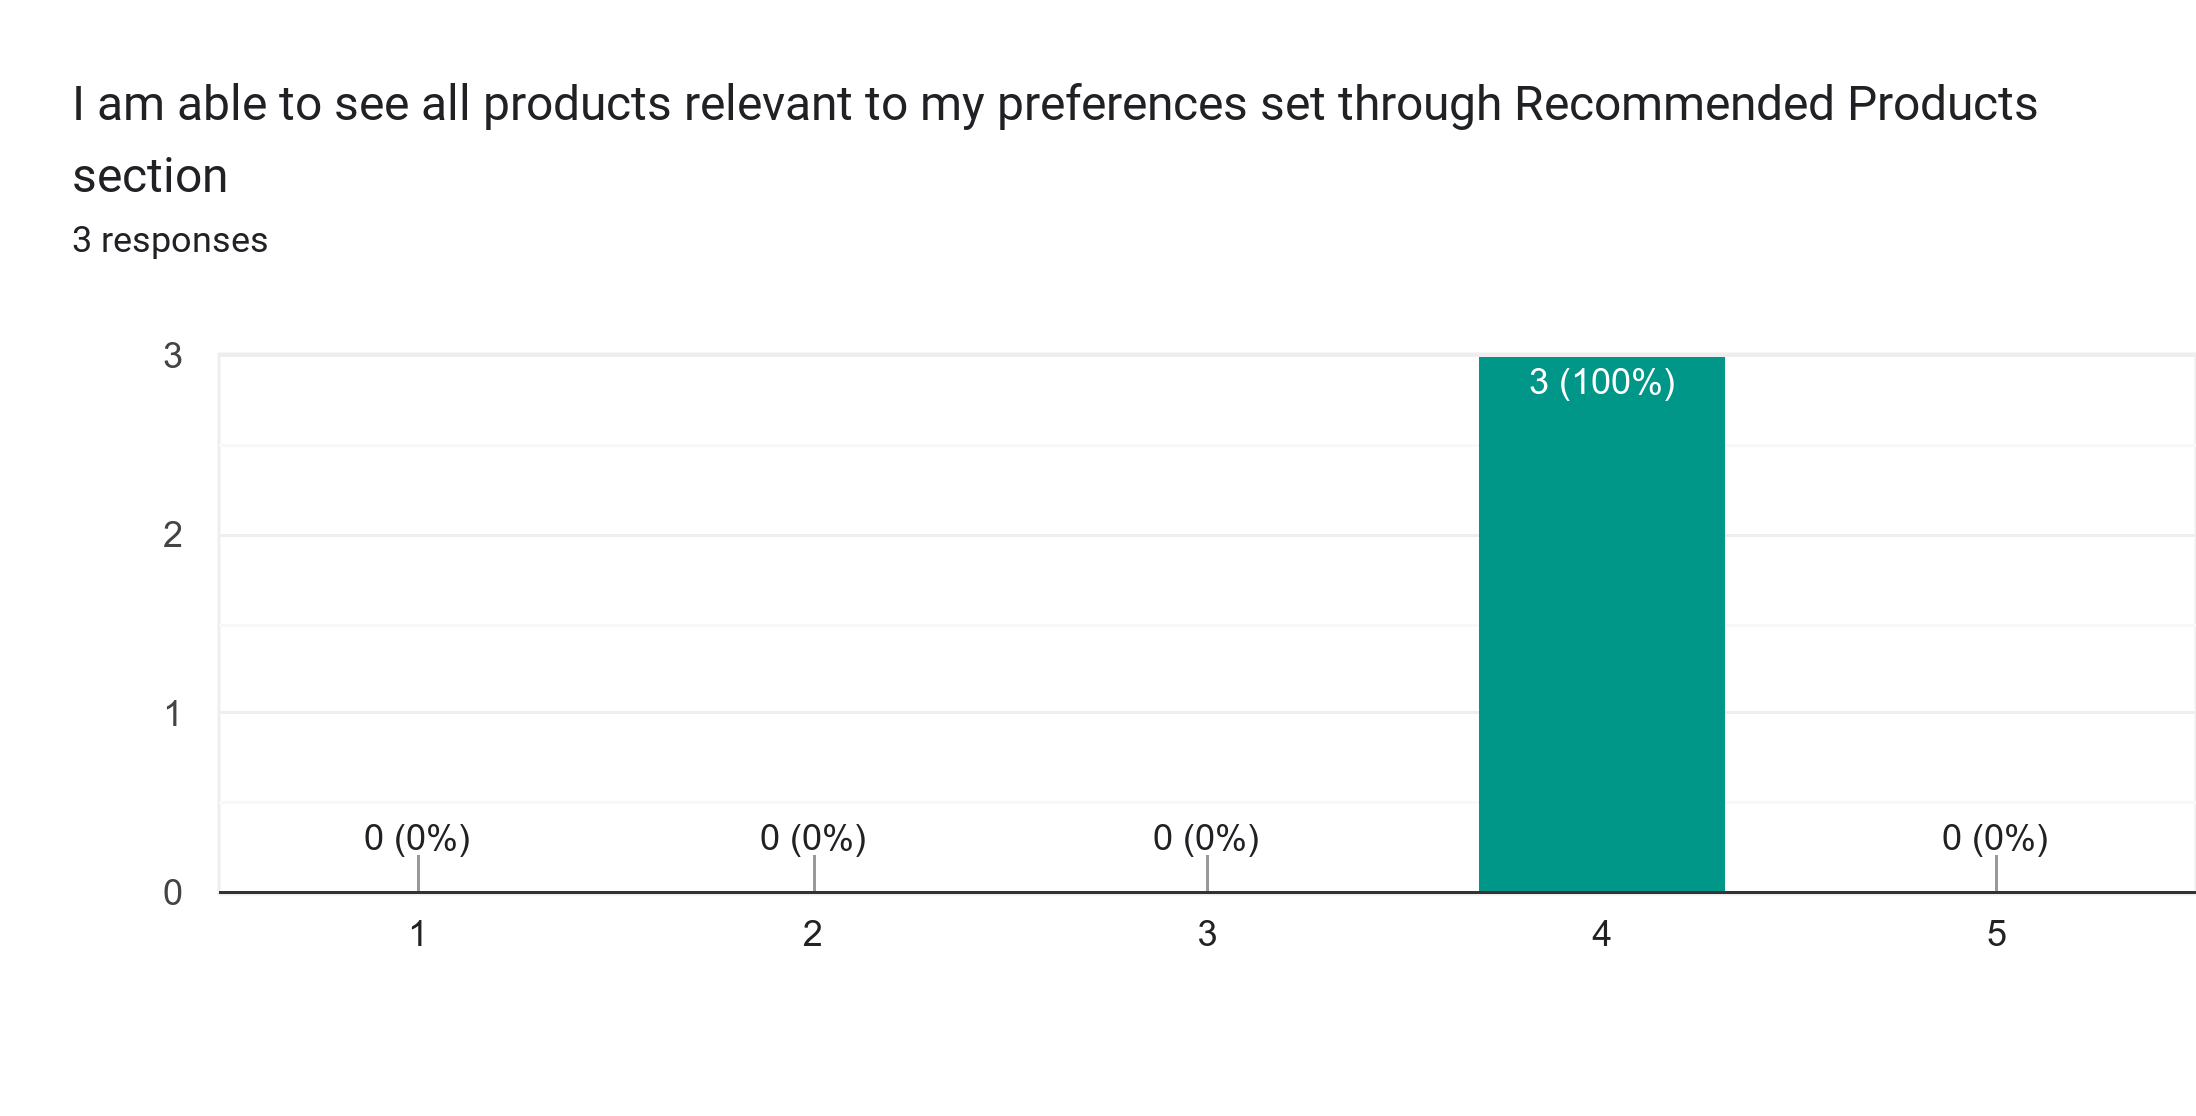 I am able to see all products relevant to my preferences set through Recommended Products
section
3 responses
3
3 (100%)
2
1
0 (0%) 0 (0%) 0 (0%) 0 (0%)
0
1 2 3 4 5